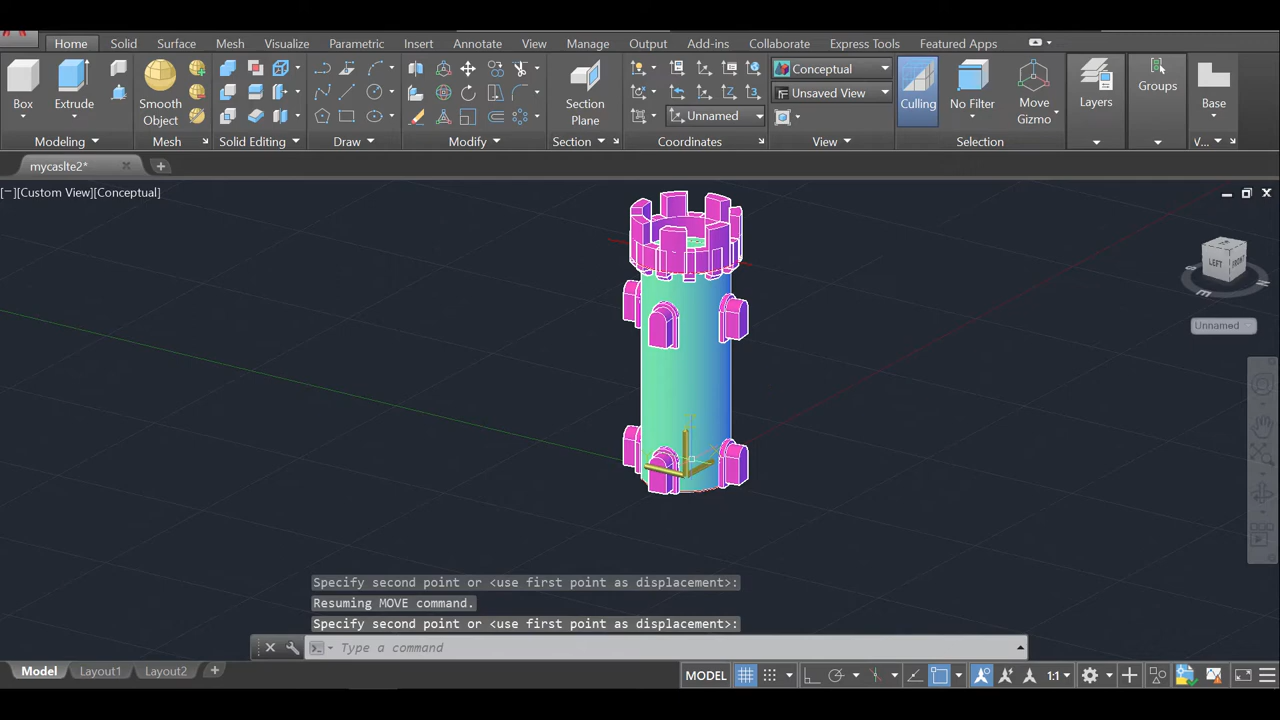 Home Solid Surface Mesh Visualize Parametric Insert Annotate View Manage Output Add-ins Collaborate Express Tools Featured Apps
Conceptual
Unsaved View
Box Extrude Smooth Object Section Plane Unnamed Culling No Filter Move Gizmo Layers Groups Base
Modeling Mesh Solid Editing Draw Modify Section Coordinates View Selection V...
mycaslte2*
[−][Custom View][Conceptual]
LEFT FRONT
Unnamed
Specify second point or <use first point as displacement>:
Resuming MOVE command.
Specify second point or <use first point as displacement>:
Type a command
Model Layout1 Layout2 MODEL 1:1